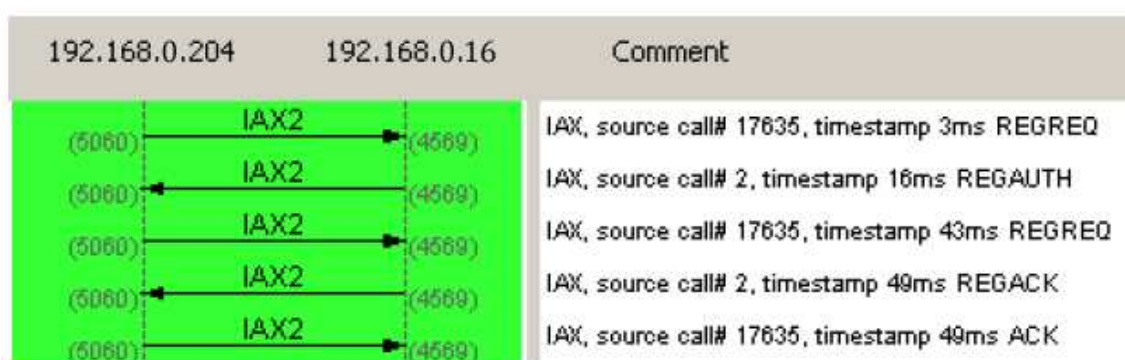 192.168.0.204 192.168.0.16 Comment
IAX2
(5060) (4569) IAX, source call# 17635, timestamp 3ms REGREQ
IAX2
(5060) (4569) IAX, source call# 2, timestamp 16ms REGAUTH
IAX2
(5060) (4569) IAX, source call# 17635, timestamp 43ms REGREQ
IAX2
(5060) (4569) IAX, source call# 2, timestamp 49ms REGACK
IAX2
(5060) (4569) IAX, source call# 17635, timestamp 49ms ACK